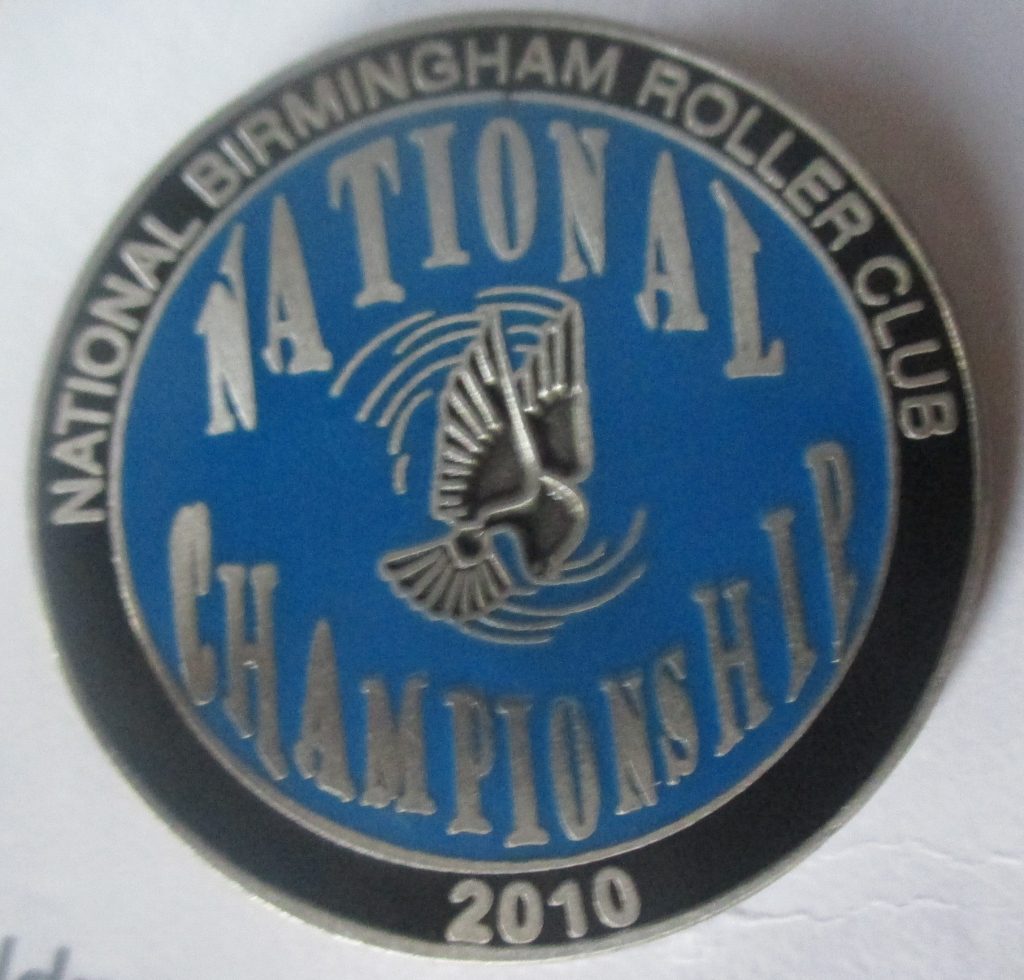 NATIONAL BIRMINGHAM ROLLER CLUB
NATIONAL
CHAMPIONSHIP
2010